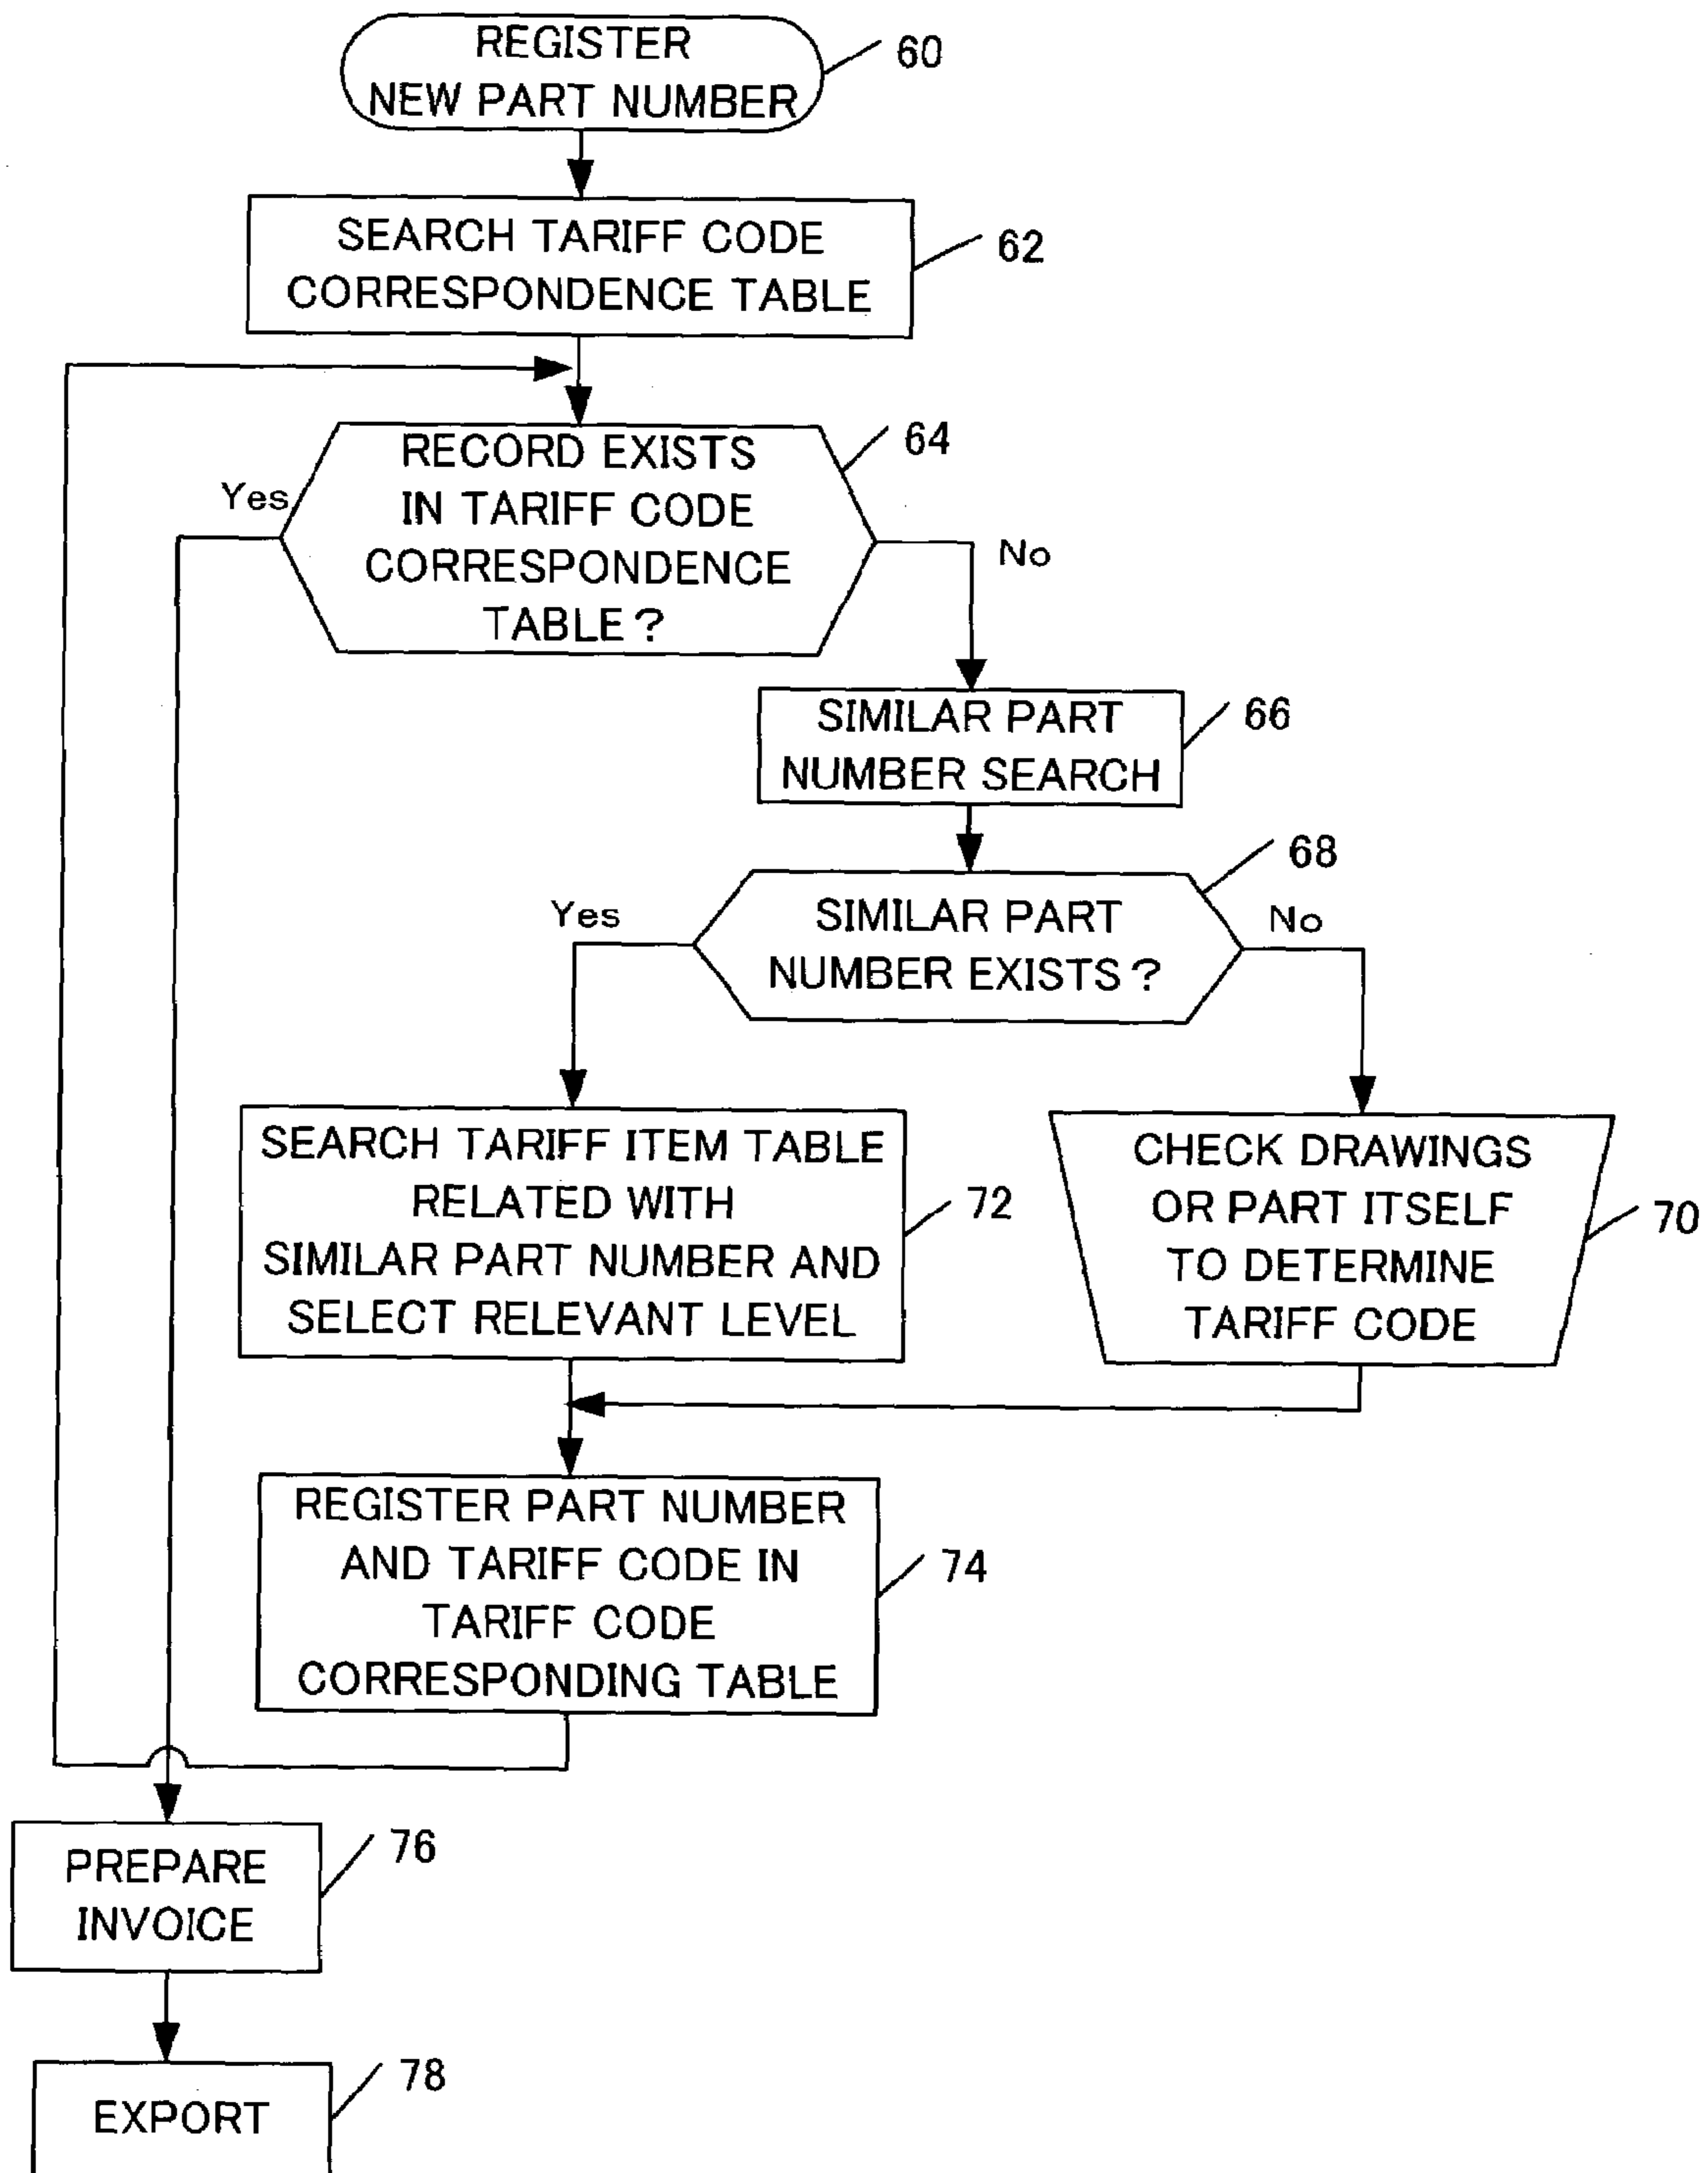 REGISTER
NEW PART NUMBER
60
SEARCH TARIFF CODE
CORRESPONDENCE TABLE
62
RECORD EXISTS
IN TARIFF CODE
CORRESPONDENCE
TABLE?
64
Yes
No
SIMILAR PART
NUMBER SEARCH
66
SIMILAR PART
NUMBER EXISTS?
68
Yes
No
SEARCH TARIFF ITEM TABLE
RELATED WITH
SIMILAR PART NUMBER AND
SELECT RELEVANT LEVEL
72
CHECK DRAWINGS
OR PART ITSELF
TO DETERMINE
TARIFF CODE
70
REGISTER PART NUMBER
AND TARIFF CODE IN
TARIFF CODE
CORRESPONDING TABLE
74
PREPARE
INVOICE
76
EXPORT
78